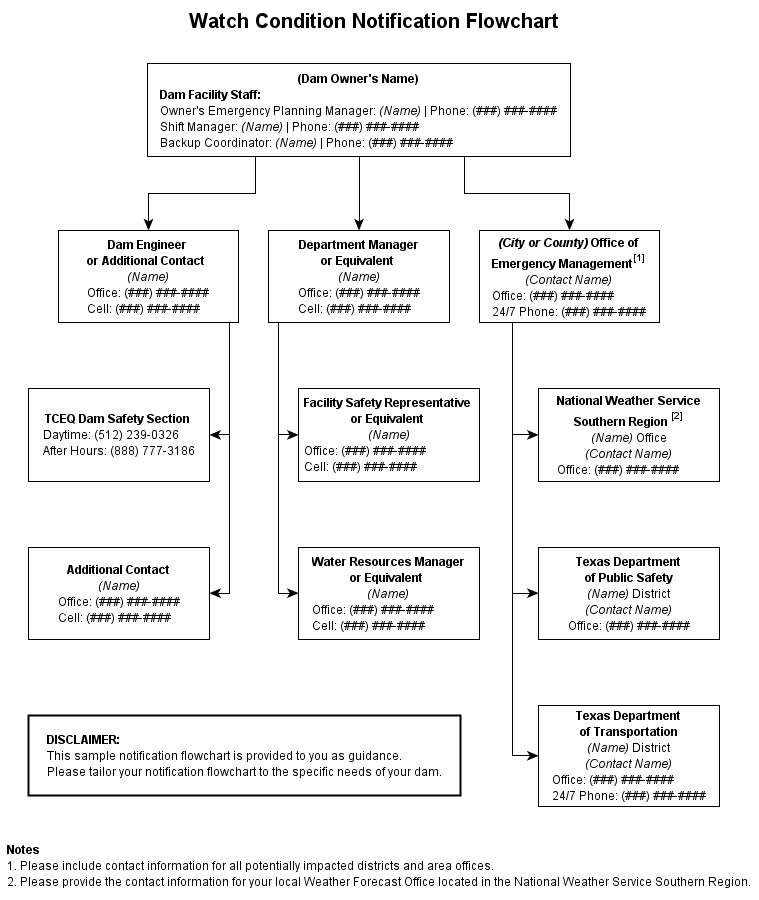 Watch Condition Notification Flowchart
(Dam Owner's Name)
Dam Facility Staff:
Owner's Emergency Planning Manager: (Name) | Phone: (###) ###-####
Shift Manager: (Name) | Phone: (###) ###-####
Backup Coordinator: (Name) | Phone: (###) ###-####
Dam Engineer
or Additional Contact
(Name)
Office: (###) ###-####
Cell: (###) ###-####
Department Manager
or Equivalent
(Name)
Office: (###) ###-####
Cell: (###) ###-####
(City or County) Office of
Emergency Management[1]
(Contact Name)
Office: (###) ###-####
24/7 Phone: (###) ###-####
TCEQ Dam Safety Section
Daytime: (512) 239-0326
After Hours: (888) 777-3186
Facility Safety Representative
or Equivalent
(Name)
Office: (###) ###-####
Cell: (###) ###-####
National Weather Service
Southern Region [2]
(Name) Office
(Contact Name)
Office: (###) ###-####
Additional Contact
(Name)
Office: (###) ###-####
Cell: (###) ###-####
Water Resources Manager
or Equivalent
(Name)
Office: (###) ###-####
Cell: (###) ###-####
Texas Department
of Public Safety
(Name) District
(Contact Name)
Office: (###) ###-####
Texas Department
of Transportation
(Name) District
(Contact Name)
Office: (###) ###-####
24/7 Phone: (###) ###-####
DISCLAIMER:
This sample notification flowchart is provided to you as guidance.
Please tailor your notification flowchart to the specific needs of your dam.
Notes
1. Please include contact information for all potentially impacted districts and area offices.
2. Please provide the contact information for your local Weather Forecast Office located in the National Weather Service Southern Region.